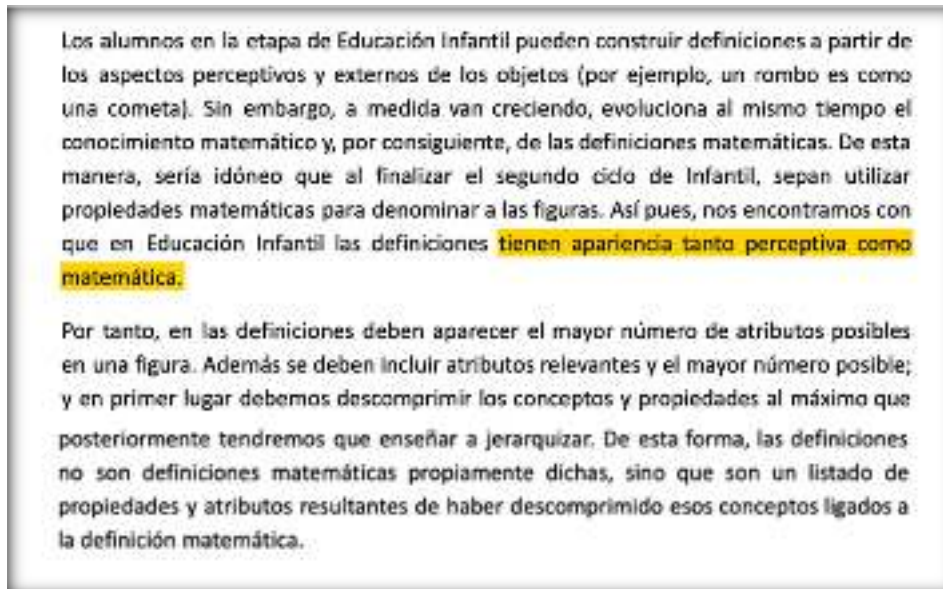 Los alumnos en la etapa de Educación Infantil pueden construir definiciones a partir de
los aspectos perceptivos y externos de los objetos (por ejemplo, un rombo es como
una cometa). Sin embargo, a medida van creciendo, evoluciona al mismo tiempo el
conocimiento matemático y, por consiguiente, de las definiciones matemáticas. De esta
manera, sería idóneo que al finalizar el segundo ciclo de Infantil, sepan utilizar
propiedades matemáticas para denominar a las figuras. Así pues, nos encontramos con
que en Educación Infantil las definiciones tienen apariencia tanto perceptiva como
matemática.
Por tanto, en las definiciones deben aparecer el mayor número de atributos posibles
en una figura. Además se deben incluir atributos relevantes y el mayor número posible;
y en primer lugar debemos descomprimir los conceptos y propiedades al máximo que
posteriormente tendremos que enseñar a jerarquizar. De esta forma, las definiciones
no son definiciones matemáticas propiamente dichas, sino que son un listado de
propiedades y atributos resultantes de haber descomprimido esos conceptos ligados a
la definición matemática.